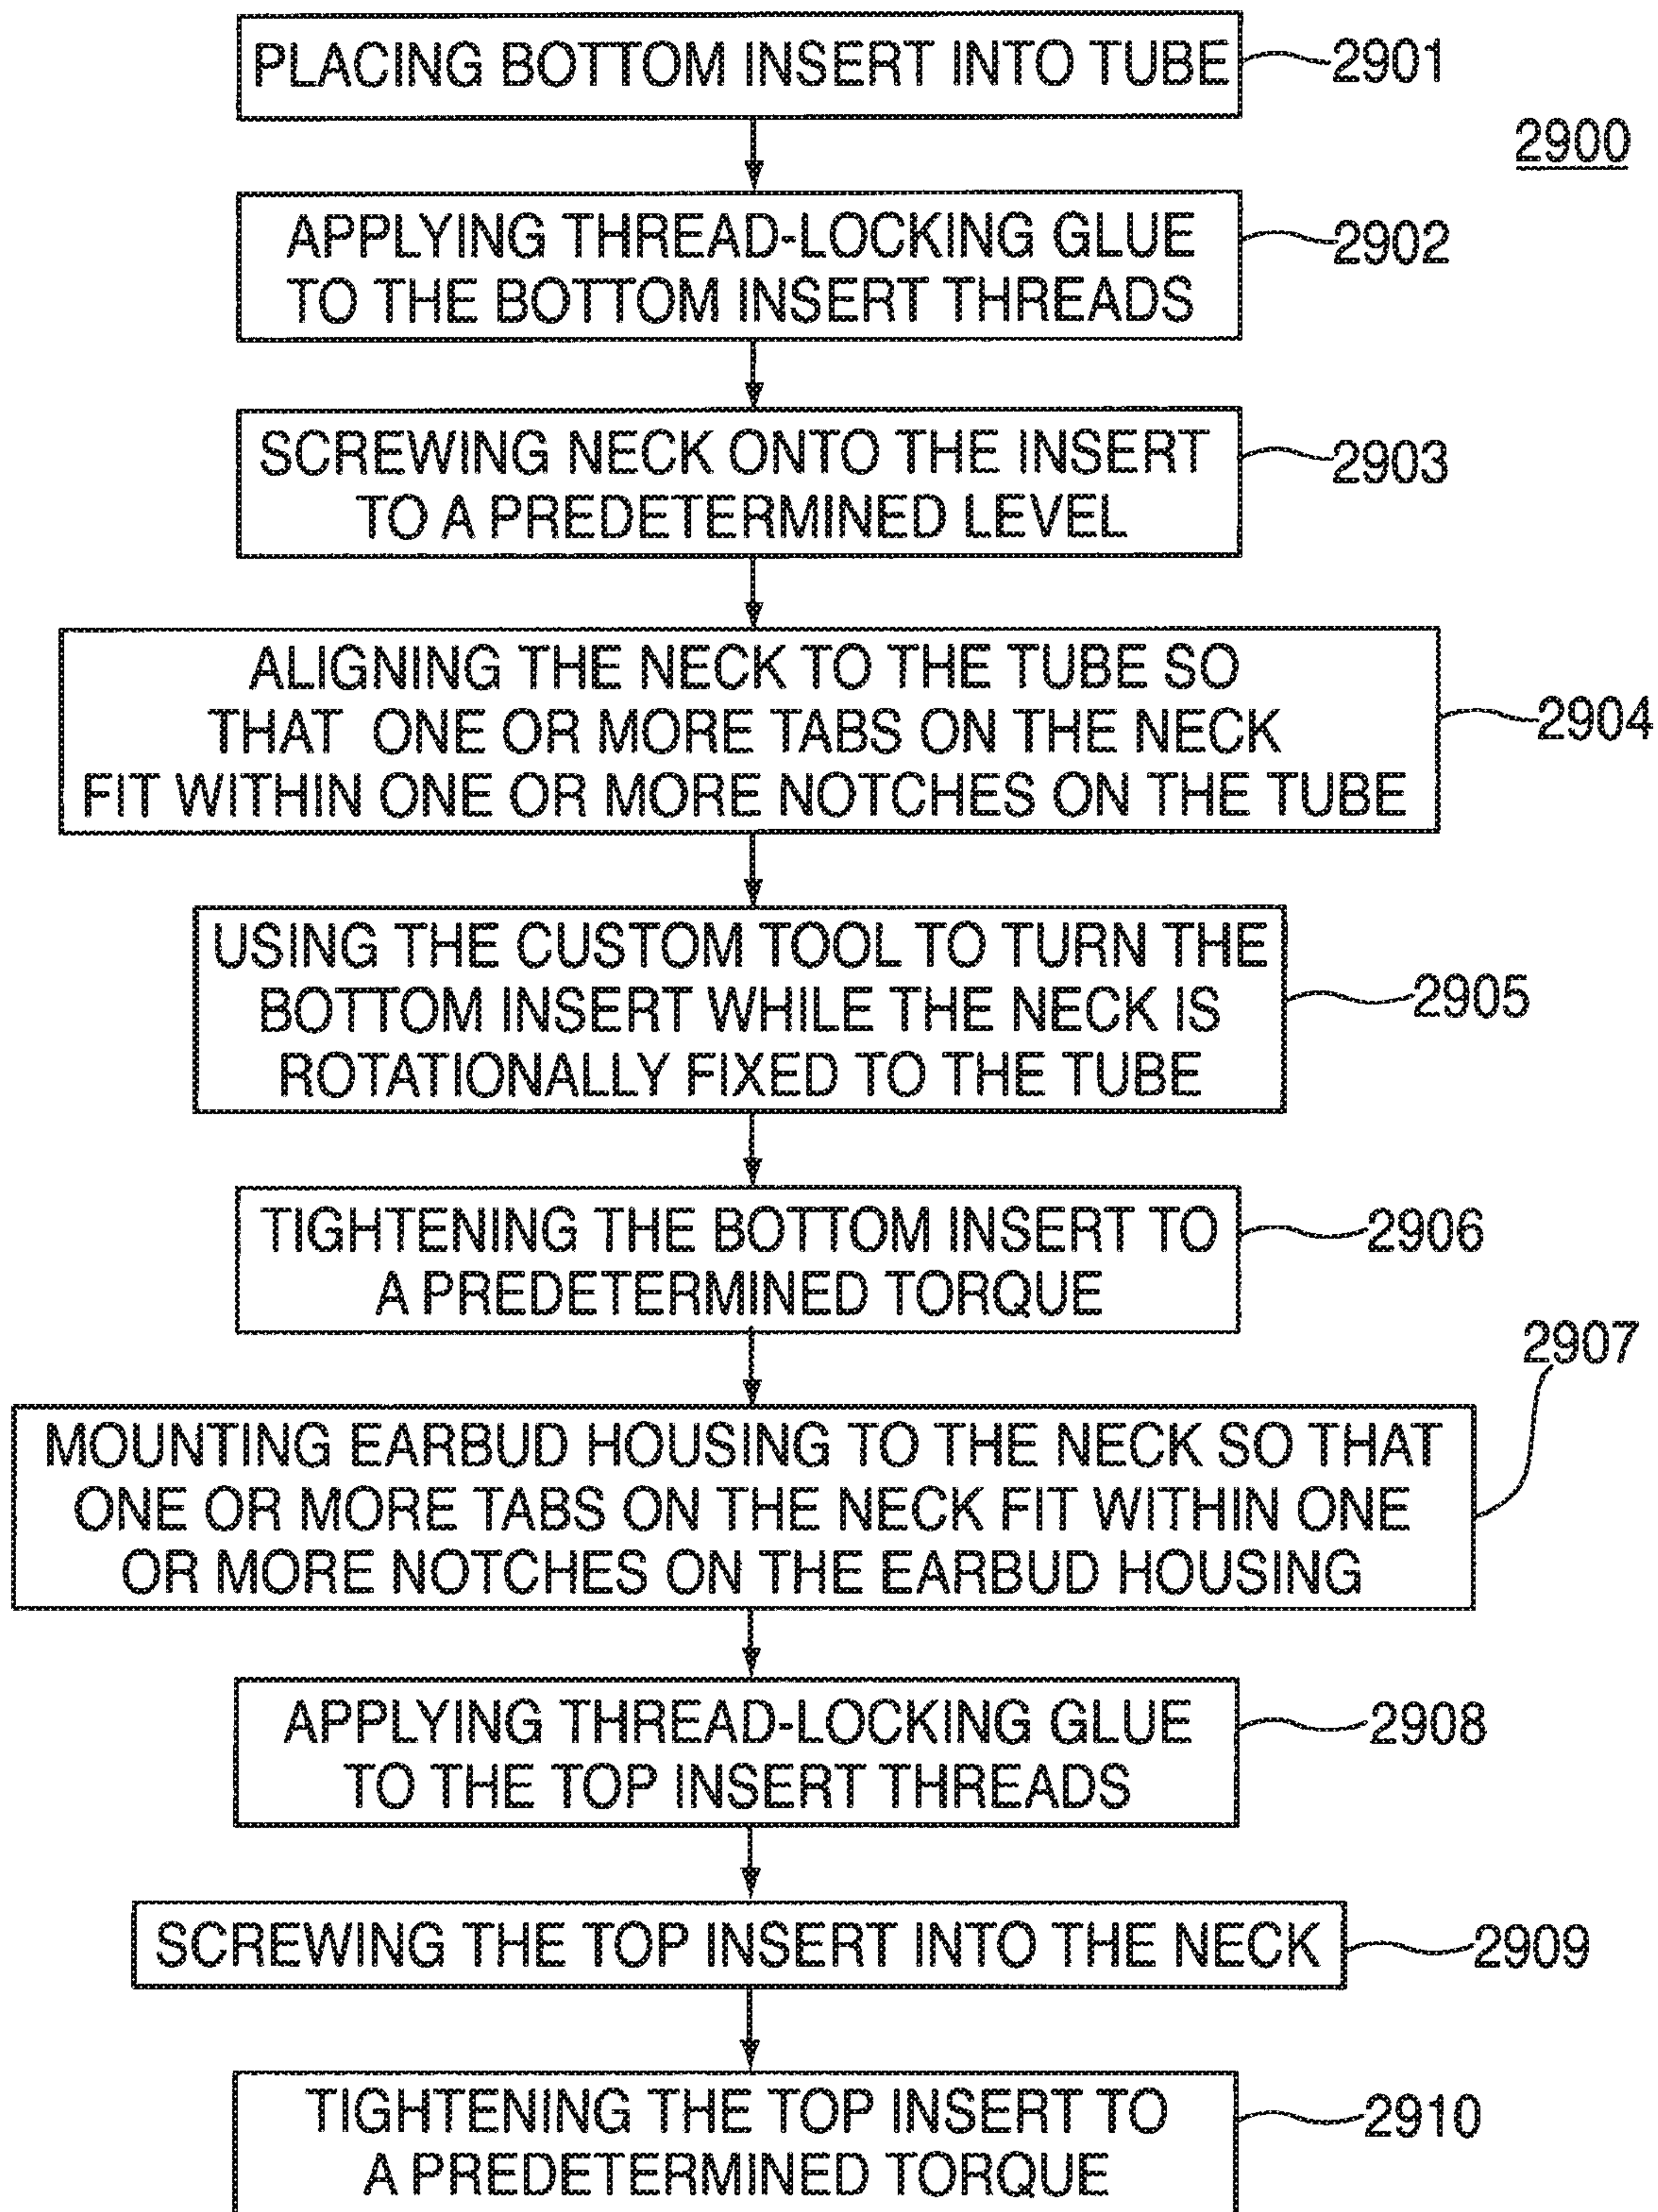 PLACING BOTTOM INSERT INTO TUBE
2901
2900
APPLYING THREAD-LOCKING GLUE
TO THE BOTTOM INSERT THREADS
2902
SCREWING NECK ONTO THE INSERT
TO A PREDETERMINED LEVEL
2903
ALIGNING THE NECK TO THE TUBE SO
THAT ONE OR MORE TABS ON THE NECK
FIT WITHIN ONE OR MORE NOTCHES ON THE TUBE
2904
USING THE CUSTOM TOOL TO TURN THE
BOTTOM INSERT WHILE THE NECK IS
ROTATIONALLY FIXED TO THE TUBE
2905
TIGHTENING THE BOTTOM INSERT TO
A PREDETERMINED TORQUE
2906
MOUNTING EARBUD HOUSING TO THE NECK SO THAT
ONE OR MORE TABS ON THE NECK FIT WITHIN ONE
OR MORE NOTCHES ON THE EARBUD HOUSING
2907
APPLYING THREAD-LOCKING GLUE
TO THE TOP INSERT THREADS
2908
SCREWING THE TOP INSERT INTO THE NECK
2909
TIGHTENING THE TOP INSERT TO
A PREDETERMINED TORQUE
2910